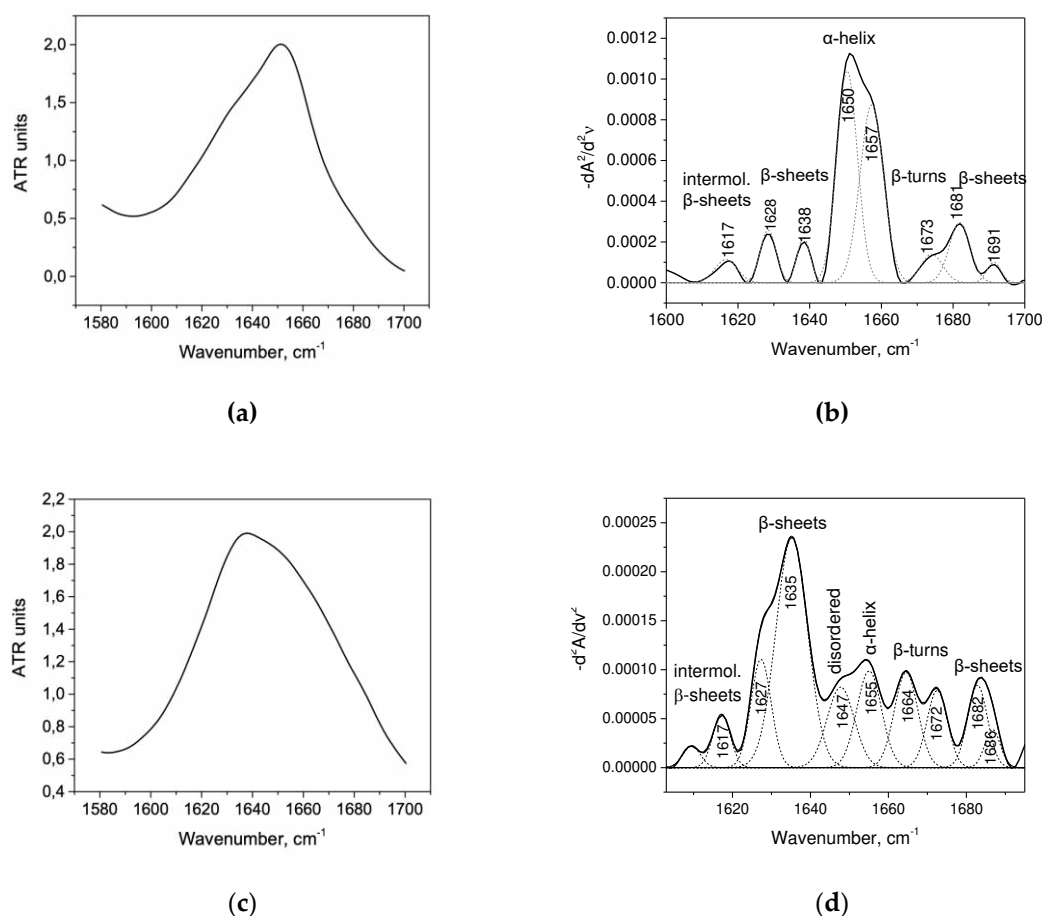 ATR units
2,0
1,5
1,0
0,5
0,0
1580 1600 1620 1640 1660 1680 1700
Wavenumber, cm⁻¹
(a)
-dA²/d²ν
0.0012
0.0010
0.0008
0.0006
0.0004
0.0002
0.0000
α-helix
intermol.
β-sheets
β-sheets
β-turns
β-sheets
1617
1628
1638
1650
1657
1673
1681
1691
1600 1620 1640 1660 1680 1700
Wavenumber, cm⁻¹
(b)
ATR units
2,2
2,0
1,8
1,6
1,4
1,2
1,0
0,8
0,6
0,4
1580 1600 1620 1640 1660 1680 1700
Wavenumber, cm⁻¹
(c)
-d²A/dν²
0.00025
0.00020
0.00015
0.00010
0.00005
0.00000
intermol.
β-sheets
β-sheets
disordered
α-helix
β-turns
β-sheets
1617
1627
1635
1647
1655
1664
1672
1682
1686
1620 1640 1660 1680
Wavenumber, cm⁻¹
(d)